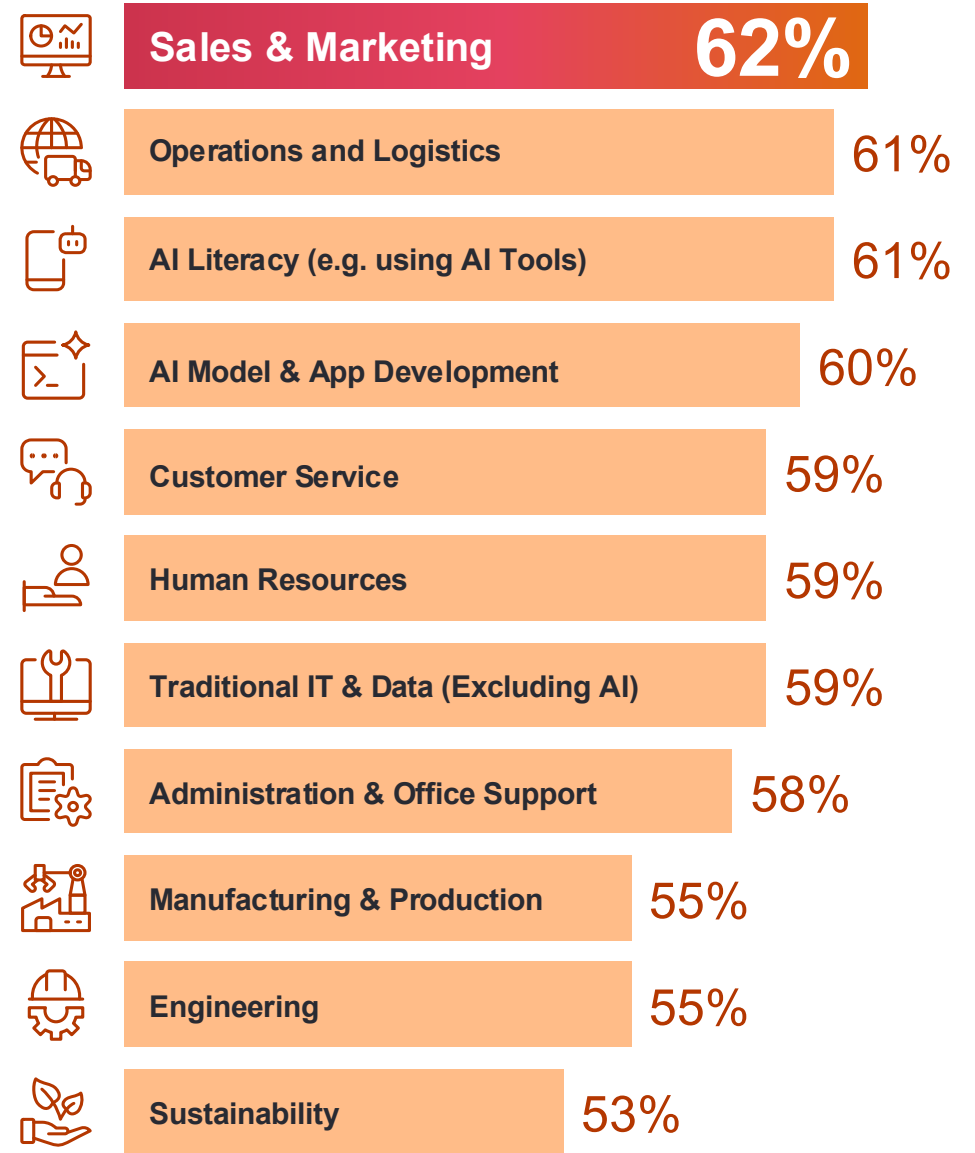 Sales & Marketing 62%
Operations and Logistics 61%
AI Literacy (e.g. using AI Tools) 61%
AI Model & App Development 60%
Customer Service 59%
Human Resources 59%
Traditional IT & Data (Excluding AI) 59%
Administration & Office Support 58%
Manufacturing & Production 55%
Engineering 55%
Sustainability 53%